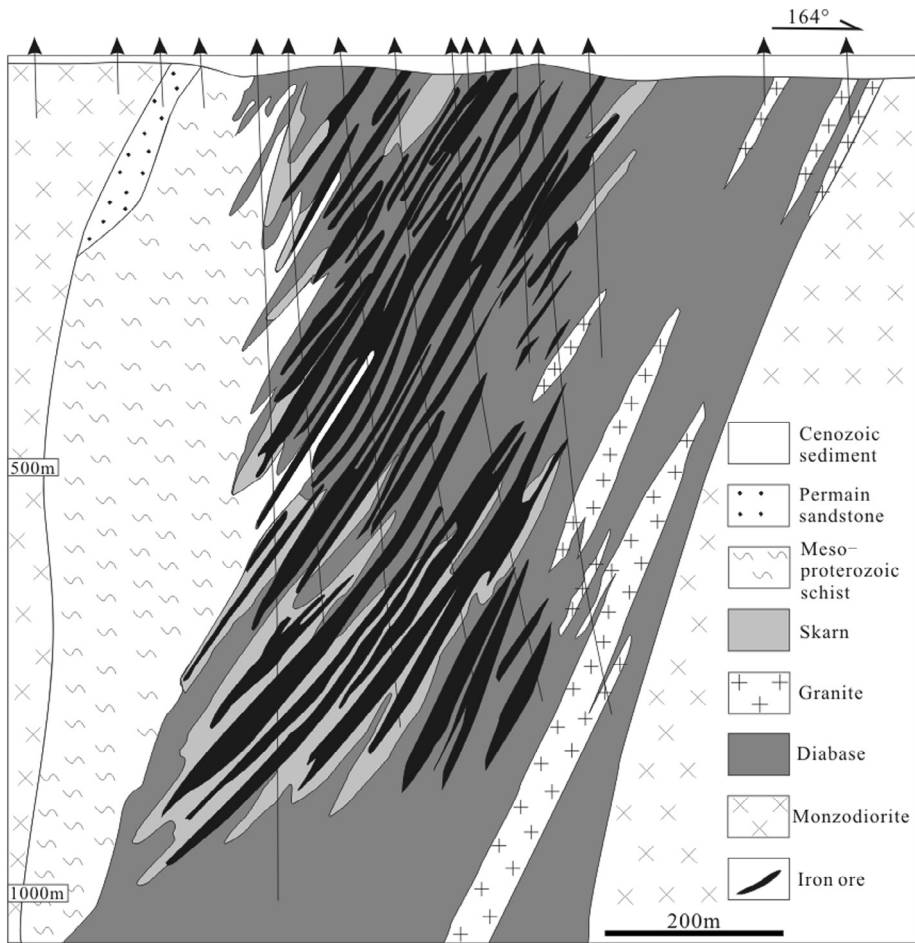 164°
500m
1000m
Cenozoic
sediment
Permain
sandstone
Meso-
proterozoic
schist
Skarn
Granite
Diabase
Monzodiorite
Iron ore
200m